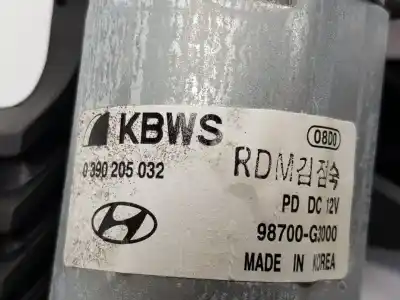 KBWS
0800
0 390 205 032
RDM김점숙
PD DC 12V
98700-G3000
MADE IN KOREA